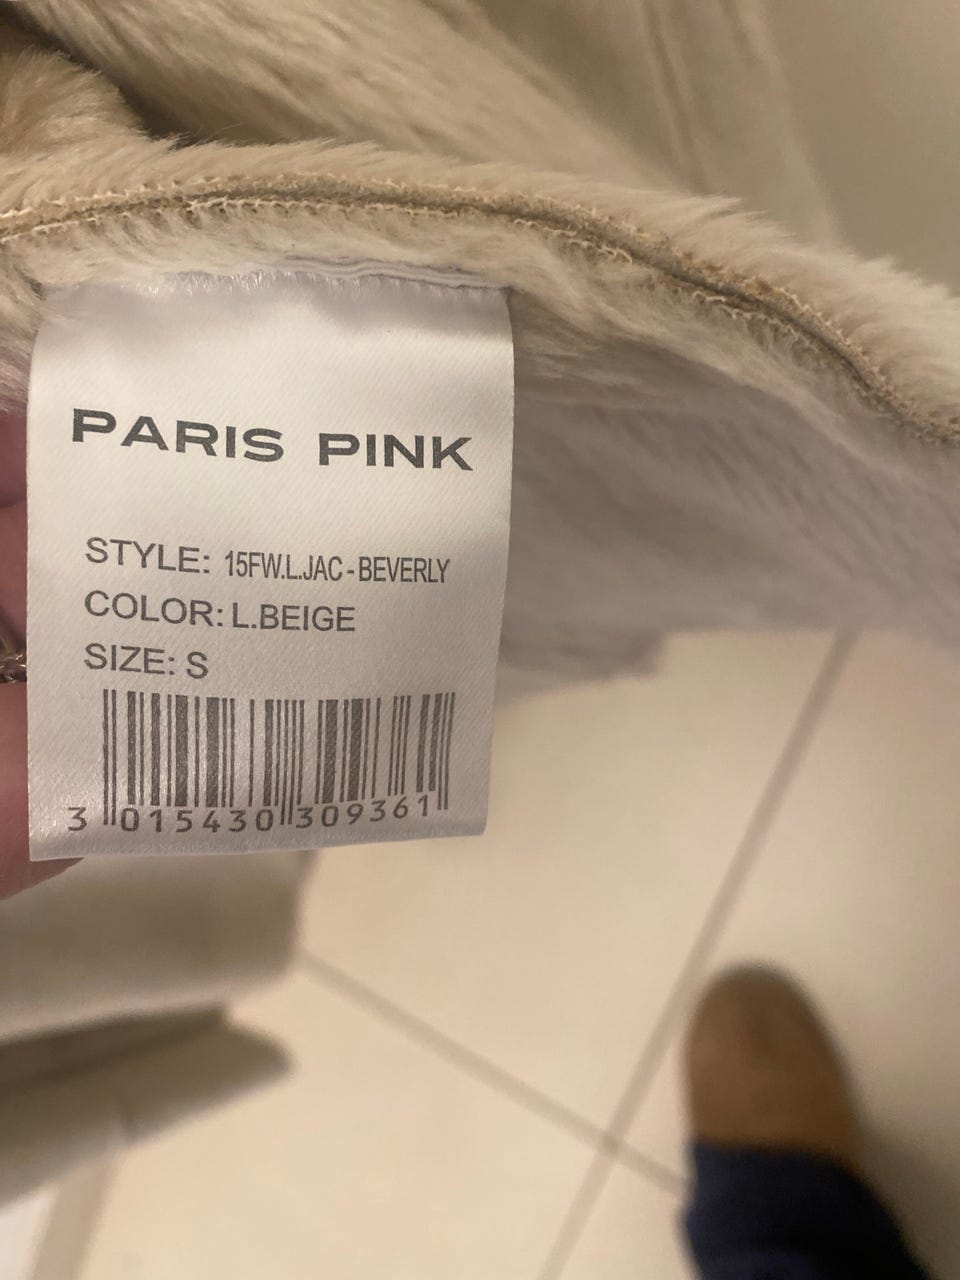 PARIS PINK
STYLE: 15FW.L.JAC-BEVERLY
COLOR: L.BEIGE
SIZE: S
3 015430 309361